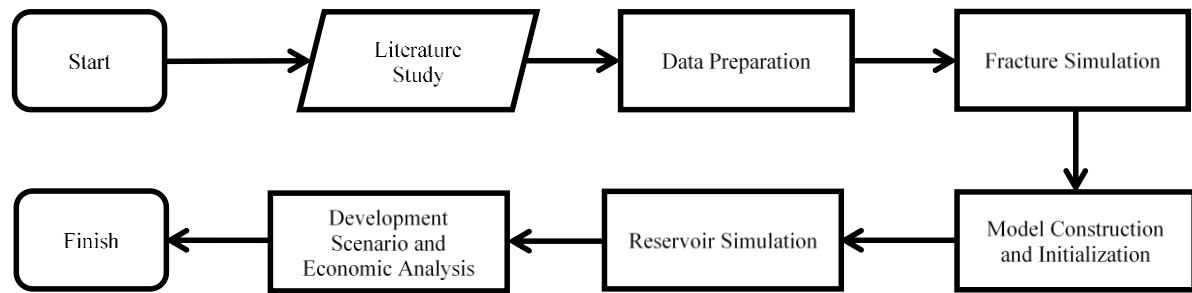 Start
Literature
Study
Data Preparation
Fracture Simulation
Model Construction
and Initialization
Reservoir Simulation
Development
Scenario and
Economic Analysis
Finish